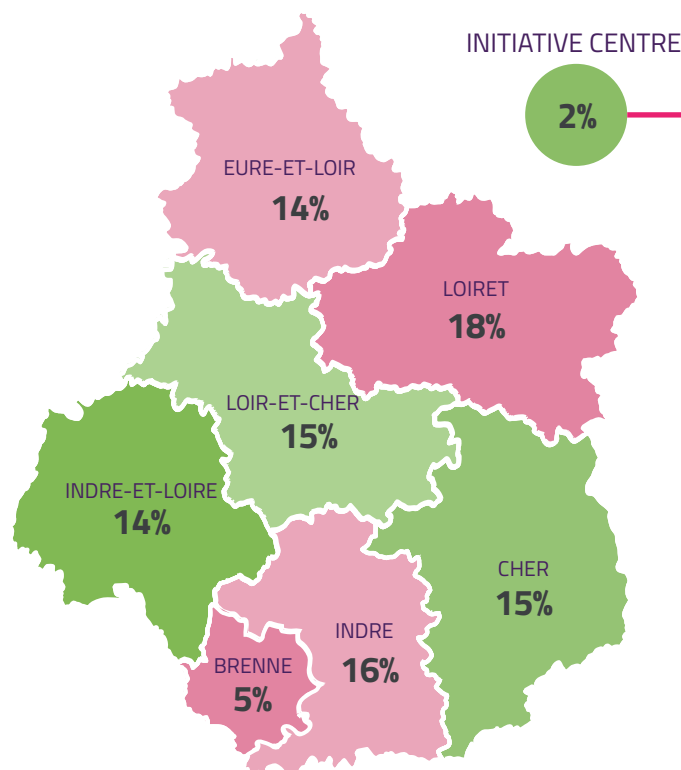 INITIATIVE CENTRE
2%
EURE-ET-LOIR
14%
LOIRET
18%
LOIR-ET-CHER
15%
INDRE-ET-LOIRE
14%
CHER
15%
INDRE
16%
BRENNE
5%